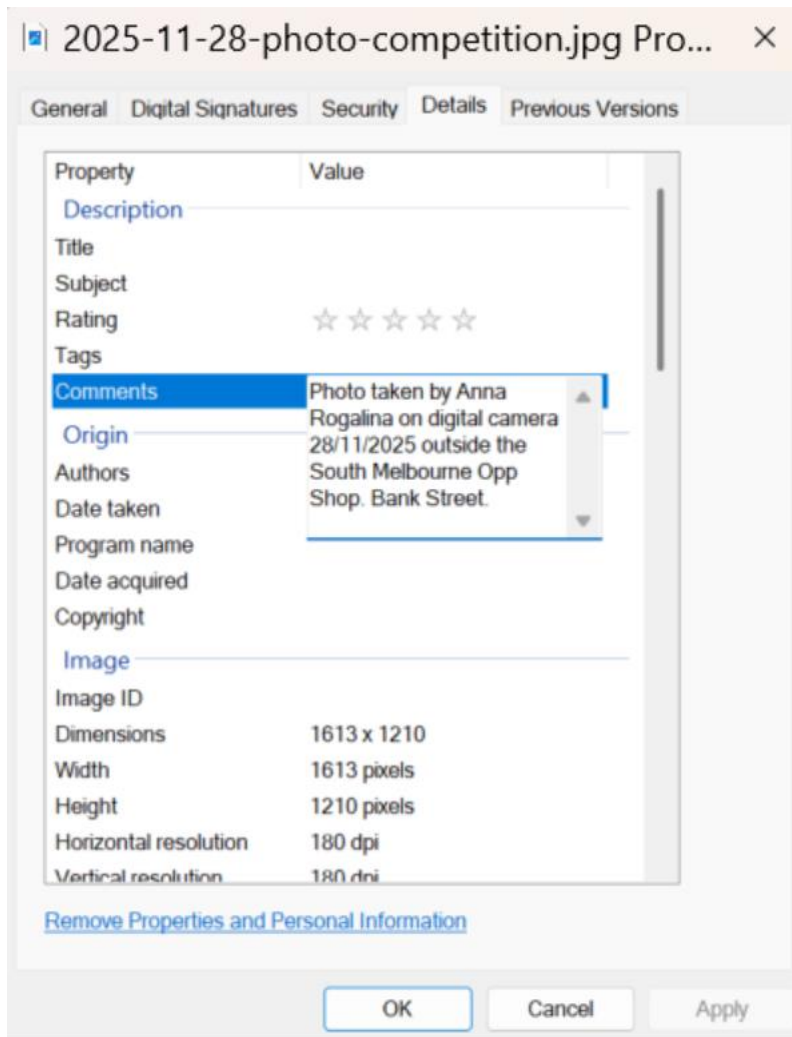 2025-11-28-photo-competition.jpg Pro...
General Digital Signatures Security Details Previous Versions
Property Value
Description
Title
Subject
Rating
Tags
Comments Photo taken by Anna
Rogalina on digital camera
28/11/2025 outside the
South Melbourne Opp
Shop. Bank Street.
Origin
Authors
Date taken
Program name
Date acquired
Copyright
Image
Image ID
Dimensions 1613 x 1210
Width 1613 pixels
Height 1210 pixels
Horizontal resolution 180 dpi
Vertical resolution 180 dpi
Remove Properties and Personal Information
OK Cancel Apply